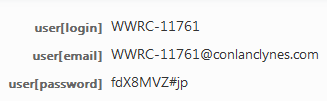 user[login] WWRC-11761
user[email] WWRC-11761@conlanclynes.com
user[password] fdX8MVZ#jp